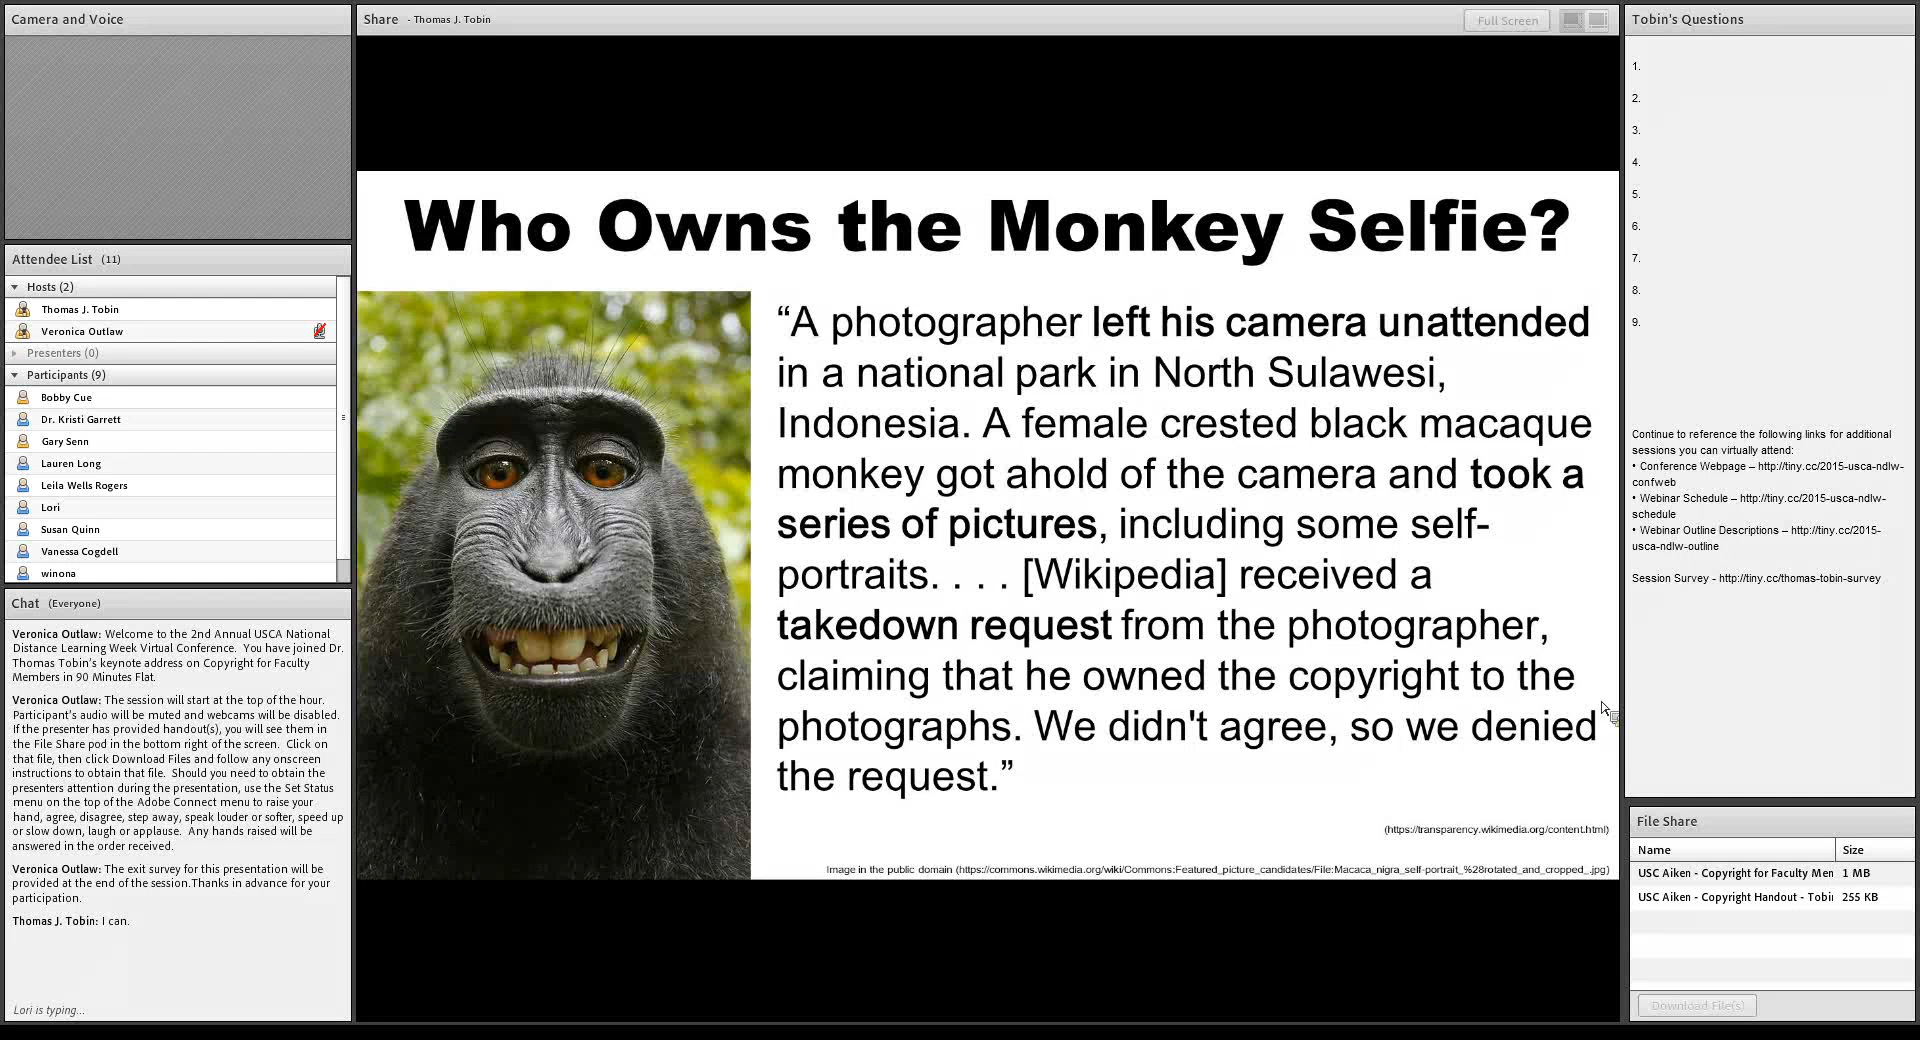 Camera and Voice
Attendee List (11)
Hosts (2)
Thomas J. Tobin
Veronica Outlaw
Presenters (0)
Participants (9)
Bobby Cue
Dr. Kristi Garrett
Gary Senn
Lauren Long
Leila Wells Rogers
Lori
Susan Quinn
Vanessa Cogdell
winona
Chat (Everyone)
Veronica Outlaw: Welcome to the 2nd Annual USCA National
Distance Learning Week Virtual Conference. You have joined Dr.
Thomas Tobin's keynote address on Copyright for Faculty
Members in 90 Minutes Flat.
Veronica Outlaw: The session will start at the top of the hour.
Participant's audio will be muted and webcams will be disabled.
If the presenter has provided handout(s), you will see them in
the File Share pod in the bottom right of the screen. Click on
that file, then click Download Files and follow any onscreen
instructions to obtain that file. Should you need to obtain the
presenters attention during the presentation, use the Set Status
menu on the top of the Adobe Connect menu to raise your
hand, agree, disagree, step away, speak louder or softer, speed up
or slow down, laugh or applause. Any hands raised will be
answered in the order received.
Veronica Outlaw: The exit survey for this presentation will be
provided at the end of the session.Thanks in advance for your
participation.
Thomas J. Tobin: I can.
Lori is typing...
Share - Thomas J. Tobin
Full Screen
Who Owns the Monkey Selfie?
“A photographer left his camera unattended
in a national park in North Sulawesi,
Indonesia. A female crested black macaque
monkey got ahold of the camera and took a
series of pictures, including some self-
portraits. . . . [Wikipedia] received a
takedown request from the photographer,
claiming that he owned the copyright to the
photographs. We didn't agree, so we denied
the request.”
(https://transparency.wikimedia.org/content.html)
Image in the public domain (https://commons.wikimedia.org/wiki/Commons:Featured_picture_candidates/File:Macaca_nigra_self-portrait_%28rotated_and_cropped_.jpg)
Tobin's Questions
1.
2.
3.
4.
5.
6.
7.
8.
9.
Continue to reference the following links for additional
sessions you can virtually attend:
• Conference Webpage – http://tiny.cc/2015-usca-ndlw-
confweb
• Webinar Schedule – http://tiny.cc/2015-usca-ndlw-
schedule
• Webinar Outline Descriptions – http://tiny.cc/2015-
usca-ndlw-outline
Session Survey - http://tiny.cc/thomas-tobin-survey
File Share
Name Size
USC Aiken - Copyright for Faculty Men 1 MB
USC Aiken - Copyright Handout - Tobi 255 KB
Download File(s)